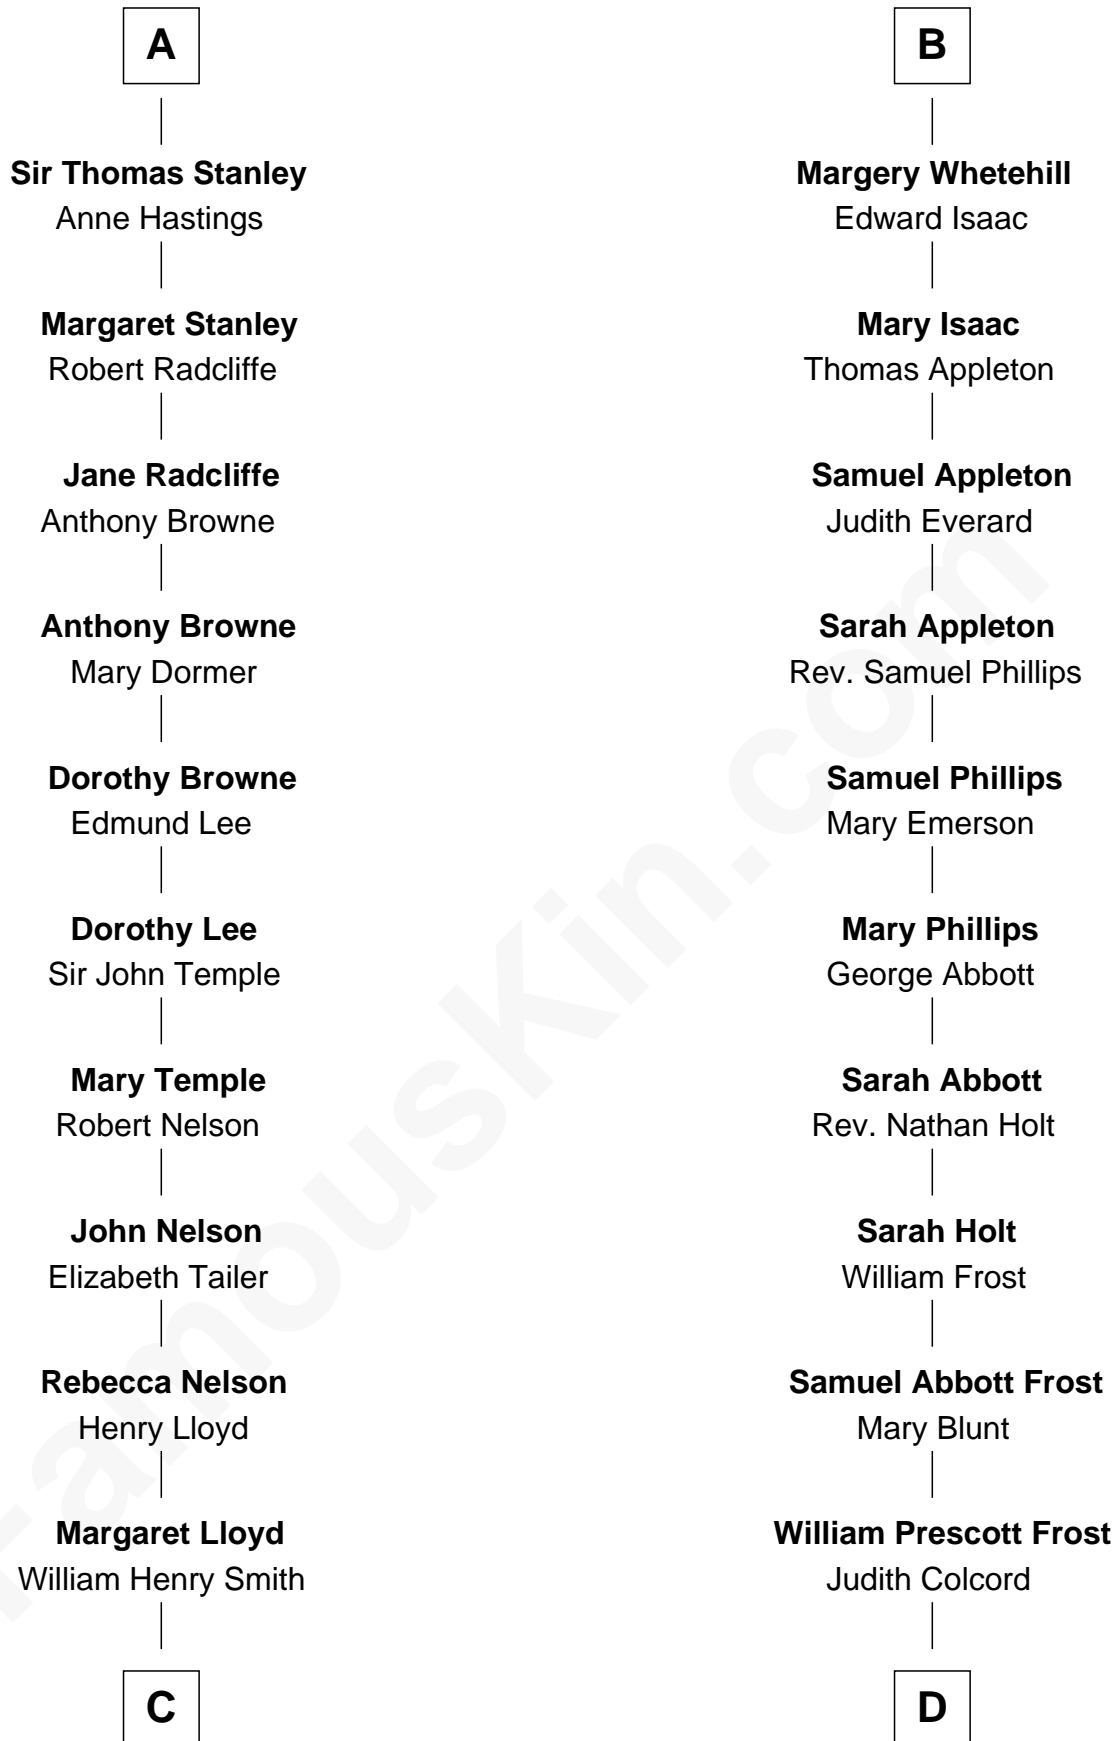 A
Sir Thomas Stanley
Anne Hastings
Margaret Stanley
Robert Radcliffe
Jane Radcliffe
Anthony Browne
Anthony Browne
Mary Dormer
Dorothy Browne
Edmund Lee
Dorothy Lee
Sir John Temple
Mary Temple
Robert Nelson
John Nelson
Elizabeth Tailer
Rebecca Nelson
Henry Lloyd
Margaret Lloyd
William Henry Smith
C
B
Margery Whetehill
Edward Isaac
Mary Isaac
Thomas Appleton
Samuel Appleton
Judith Everard
Sarah Appleton
Rev. Samuel Phillips
Samuel Phillips
Mary Emerson
Mary Phillips
George Abbott
Sarah Abbott
Rev. Nathan Holt
Sarah Holt
William Frost
Samuel Abbott Frost
Mary Blunt
William Prescott Frost
Judith Colcord
D
FamousKin.com